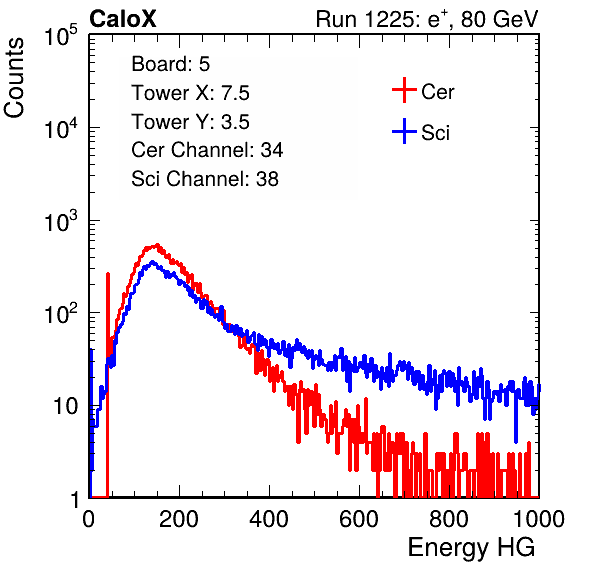 CaloX Run 1225: e⁺, 80 GeV
Counts
Board: 5
Tower X: 7.5
Tower Y: 3.5
Cer Channel: 34
Sci Channel: 38
Cer
Sci
10⁵
10⁴
10³
10²
10
1
0 200 400 600 800 1000
Energy HG